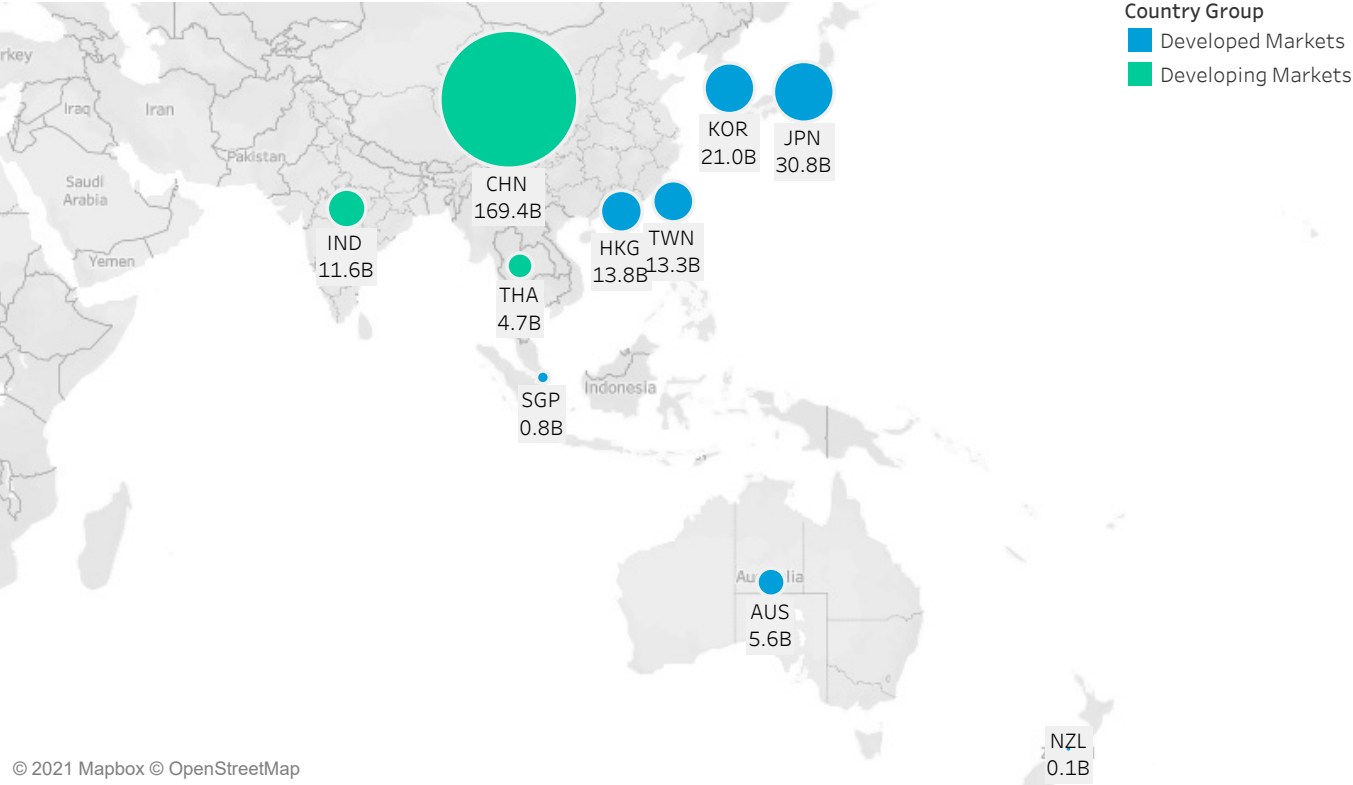 Country Group
Developed Markets
Developing Markets
rkey
Iraq
Iran
Pakistan
Saudi
Arabia
Yemen
KOR
21.0B
JPN
30.8B
CHN
169.4B
IND
11.6B
HKG
13.8B
TWN
13.3B
THA
4.7B
SGP
0.8B
Indonesia
Au
lia
AUS
5.6B
NZL
0.1B
© 2021 Mapbox © OpenStreetMap